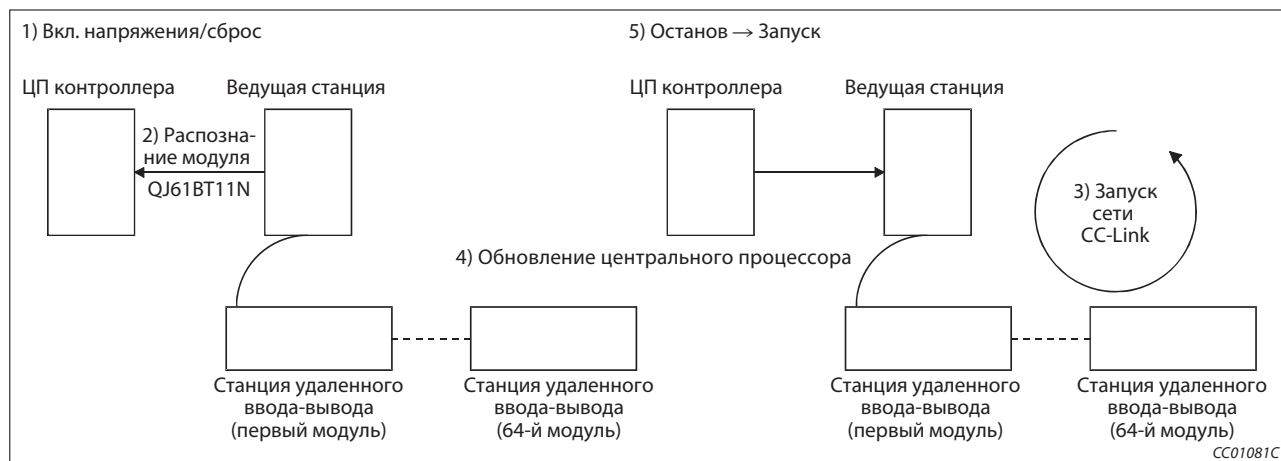 1) Вкл. напряжения/сброс
ЦП контроллера
Ведущая станция
2) Распозна-
ние модуля
QJ61BT11N
Станция удаленного
ввода-вывода
(первый модуль)
Станция удаленного
ввода-вывода
(64-й модуль)
4) Обновление центрального процессора
5) Останов → Запуск
ЦП контроллера
Ведущая станция
3) Запуск
сети
CC-Link
Станция удаленного
ввода-вывода
(первый модуль)
Станция удаленного
ввода-вывода
(64-й модуль)
CC01081C